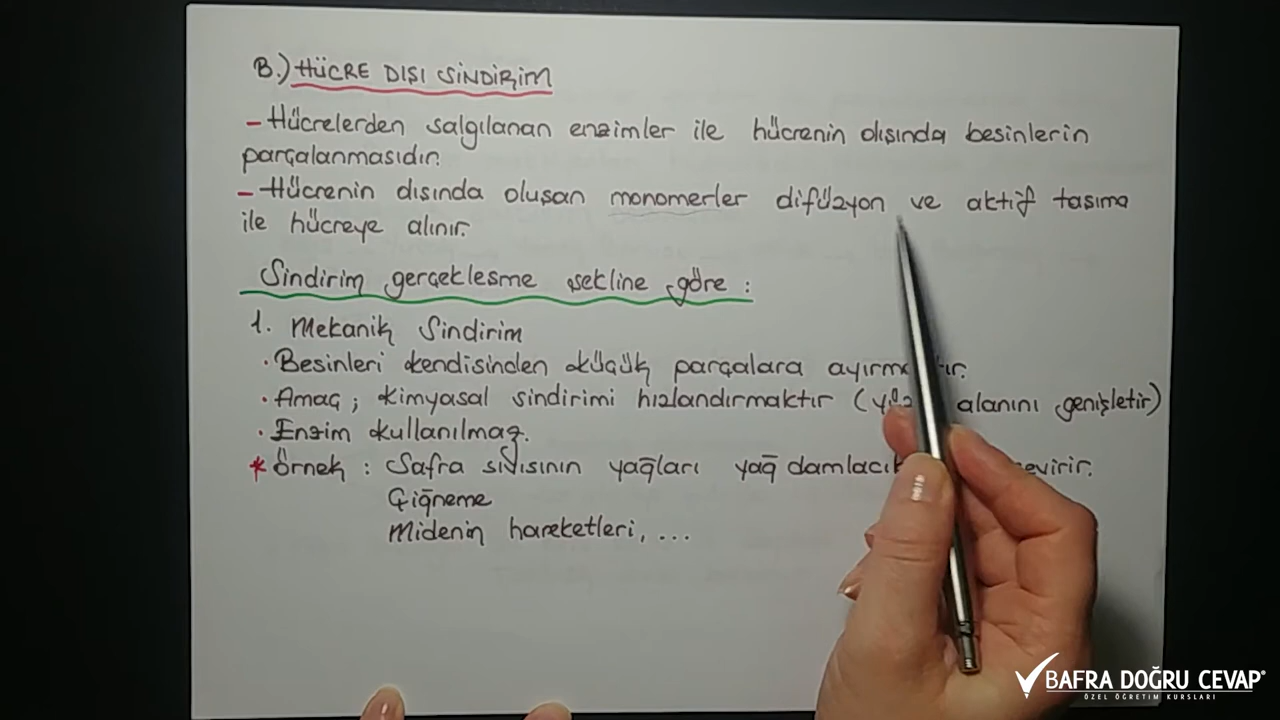 B.) HÜCRE DIŞI SİNDİRİM
- Hücrelerden salgılanan enzimler ile hücrenin dışında besinlerin
parçalanmasıdır.
- Hücrenin dışında oluşan monomerler difüzyon ve aktif taşıma
ile hücreye alınır.
Sindirim gerçekleşme şekline göre :
1. Mekanik Sindirim
· Besinleri kendisinden küçük parçalara
· Amaç ; kimyasal sindirimi hızlandırmaktır ( alanını genişletir)
· Enzim kullanılmaz.
* Örnek : Safra sıvısının yağları yağ
Çiğneme
Midenin hareketleri, ...
BAFRA DOĞRU CEVAP®
ÖZEL ÖĞRETİM KURSLARI